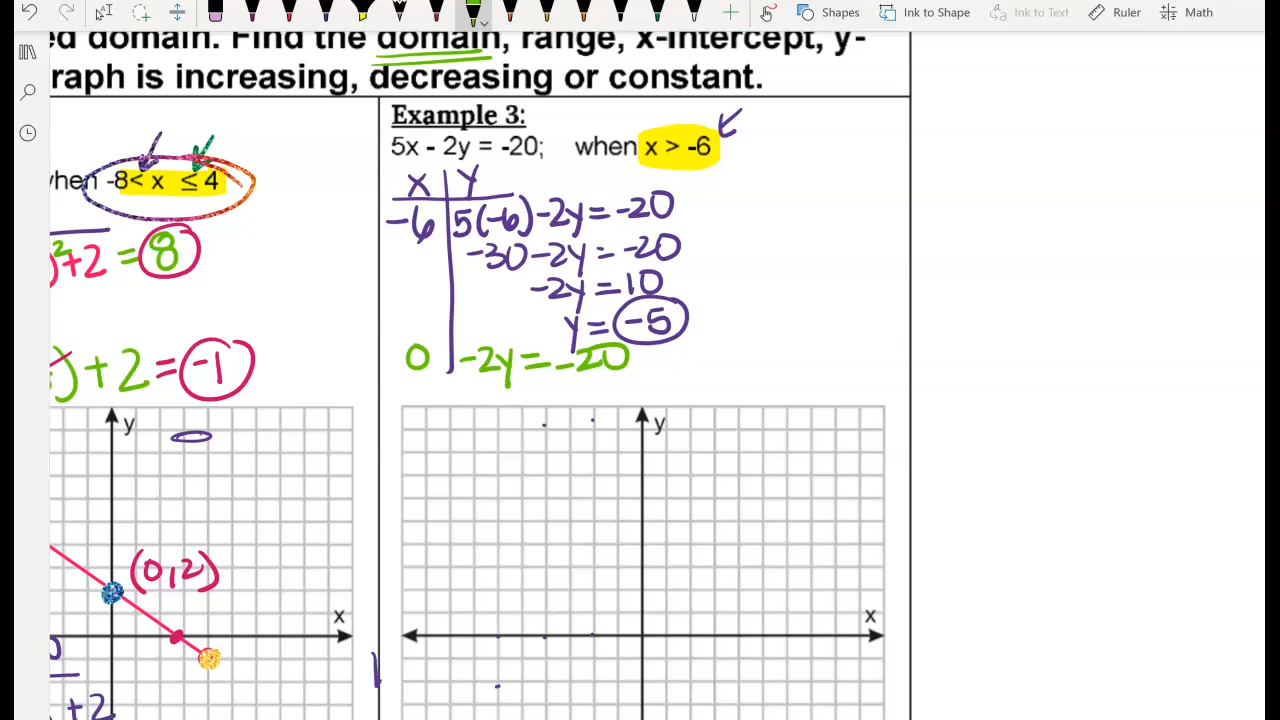 Shapes Ink to Shape Ink to Text Ruler Math
ed domain. Find the domain, range, x-intercept, y-
raph is increasing, decreasing or constant.
when -8< x ≤ 4
)²+2 = 8
) + 2 = -1
y
(0,2)
x
+2
Example 3:
5x - 2y = -20; when x > -6
x y
-6 5(-6) -2y = -20
-30 -2y = -20
-2y = 10
y = -5
0 -2y = -20
y
x